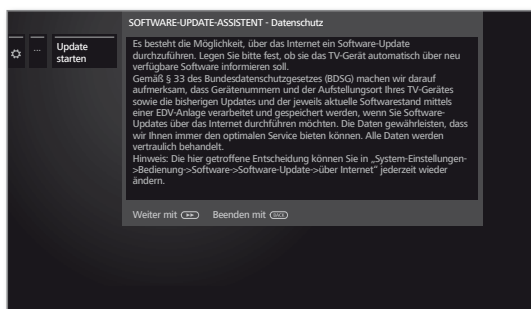 SOFTWARE-UPDATE-ASSISTENT - Datenschutz
...
Update
starten
Es besteht die Möglichkeit, über das Internet ein Software-Update
durchzuführen. Legen Sie bitte fest, ob sie das TV-Gerät automatisch über neu
verfügbare Software informieren soll.
Gemäß § 33 des Bundesdatenschutzgesetzes (BDSG) machen wir darauf
aufmerksam, dass Gerätenummern und der Aufstellungsort Ihres TV-Gerätes
sowie die bisherigen Updates und der jeweils aktuelle Softwarestand mittels
einer EDV-Anlage verarbeitet und gespeichert werden, wenn Sie Software-
Updates über das Internet durchführen möchten. Die Daten gewährleisten, dass
wir Ihnen immer den optimalen Service bieten können. Alle Daten werden
vertraulich behandelt.
Hinweis: Die hier getroffene Entscheidung können Sie in „System-Einstellungen-
>Bedienung->Software->Software-Update->über Internet" jederzeit wieder
ändern.
Weiter mit Beenden mit BACK